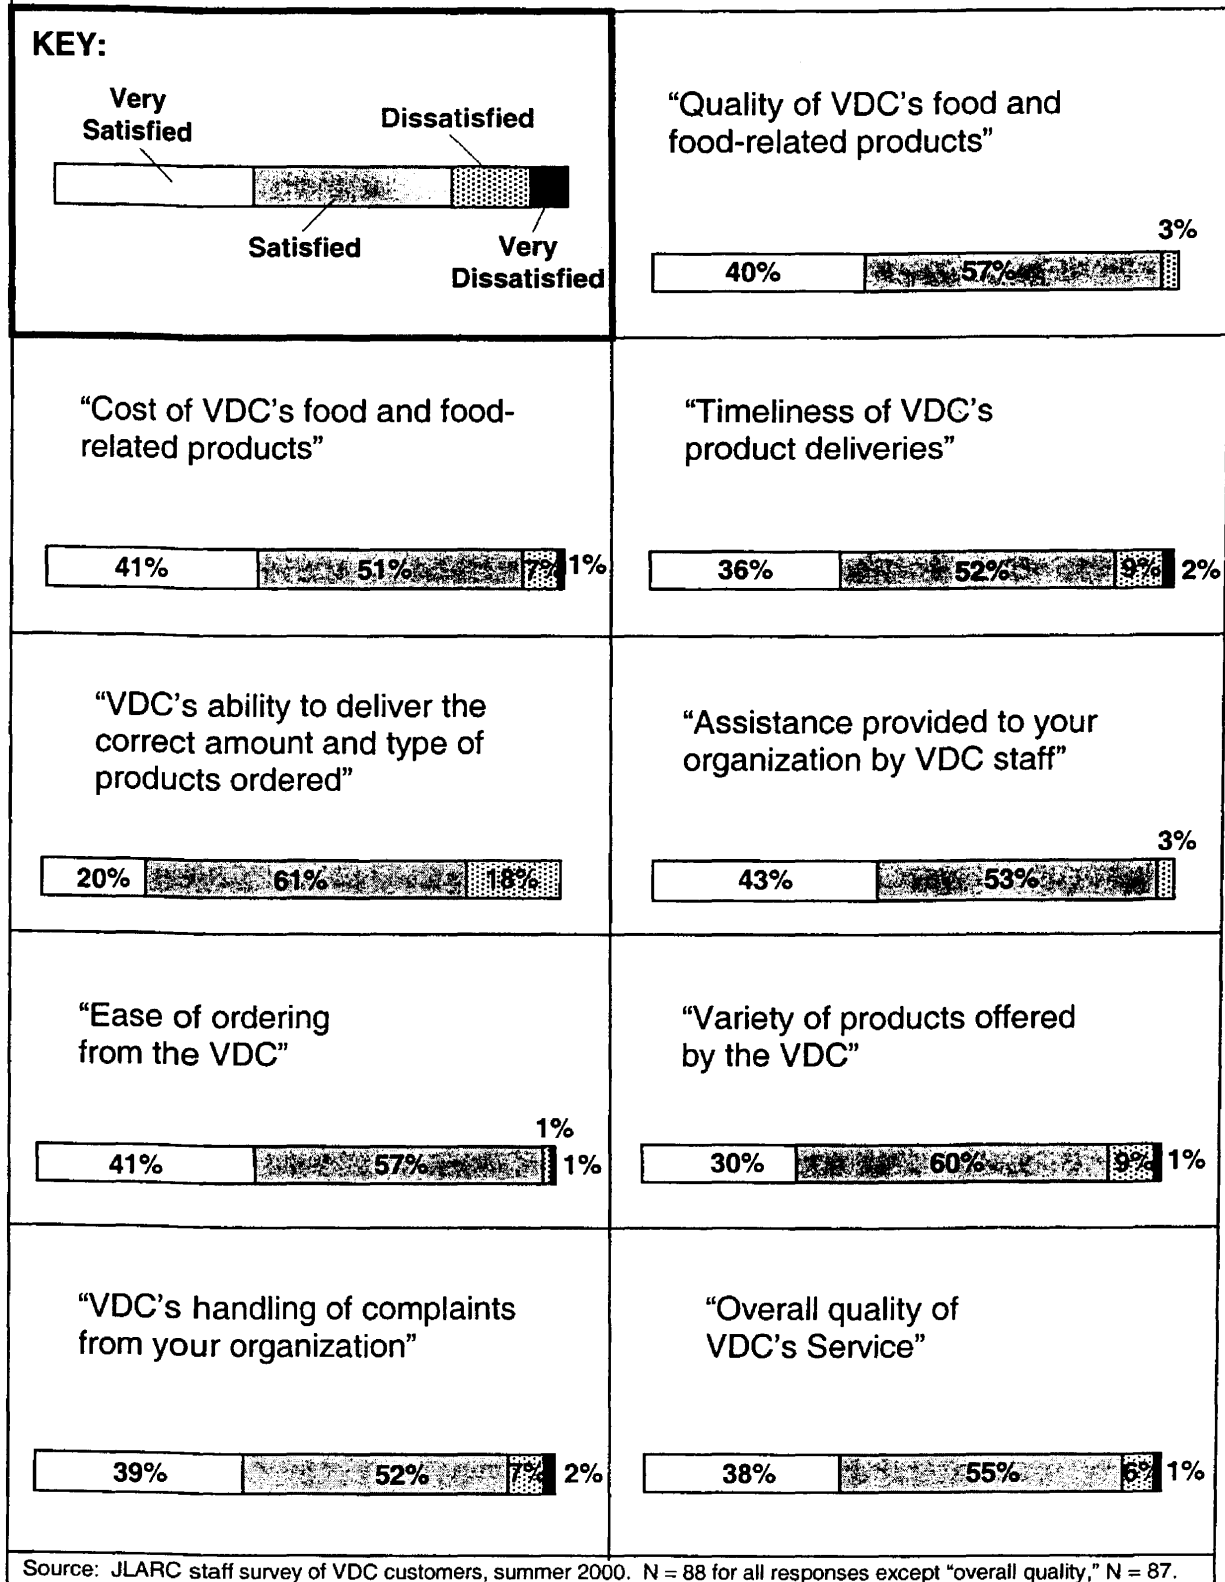 KEY:
Very
Satisfied
Dissatisfied
Satisfied
Very
Dissatisfied
“Quality of VDC’s food and
food-related products”
3%
40% 57%
“Cost of VDC’s food and food-
related products”
41% 51% 7% 1%
“Timeliness of VDC’s
product deliveries”
36% 52% 9% 2%
“VDC’s ability to deliver the
correct amount and type of
products ordered”
20% 61% 18%
“Assistance provided to your
organization by VDC staff”
3%
43% 53%
“Ease of ordering
from the VDC”
1%
41% 57% 1%
“Variety of products offered
by the VDC”
30% 60% 9% 1%
“VDC’s handling of complaints
from your organization”
39% 52% 7% 2%
“Overall quality of
VDC’s Service”
38% 55% 6% 1%
Source: JLARC staff survey of VDC customers, summer 2000. N = 88 for all responses except “overall quality,” N = 87.